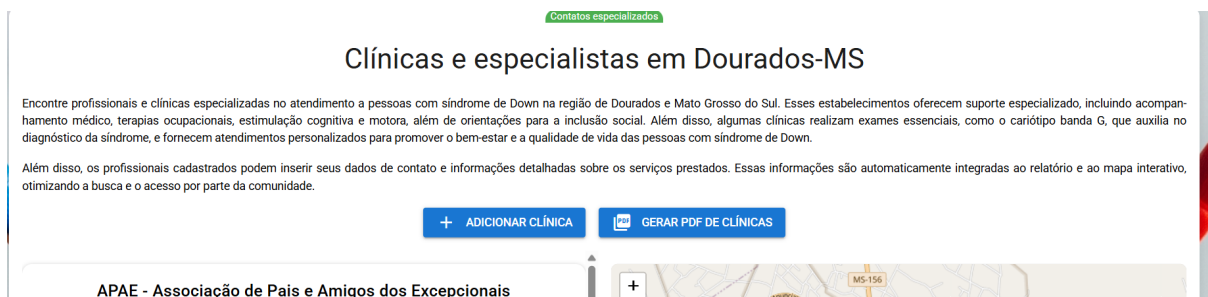 Contatos especializados
Clínicas e especialistas em Dourados-MS
Encontre profissionais e clínicas especializadas no atendimento a pessoas com síndrome de Down na região de Dourados e Mato Grosso do Sul. Esses estabelecimentos oferecem suporte especializado, incluindo acompan-
hamento médico, terapias ocupacionais, estimulação cognitiva e motora, além de orientações para a inclusão social. Além disso, algumas clínicas realizam exames essenciais, como o cariótipo banda G, que auxilia no
diagnóstico da síndrome, e fornecem atendimentos personalizados para promover o bem-estar e a qualidade de vida das pessoas com síndrome de Down.
Além disso, os profissionais cadastrados podem inserir seus dados de contato e informações detalhadas sobre os serviços prestados. Essas informações são automaticamente integradas ao relatório e ao mapa interativo,
otimizando a busca e o acesso por parte da comunidade.
+ ADICIONAR CLÍNICA
PDF GERAR PDF DE CLÍNICAS
APAE - Associação de Pais e Amigos dos Excepcionais
+
MS-156